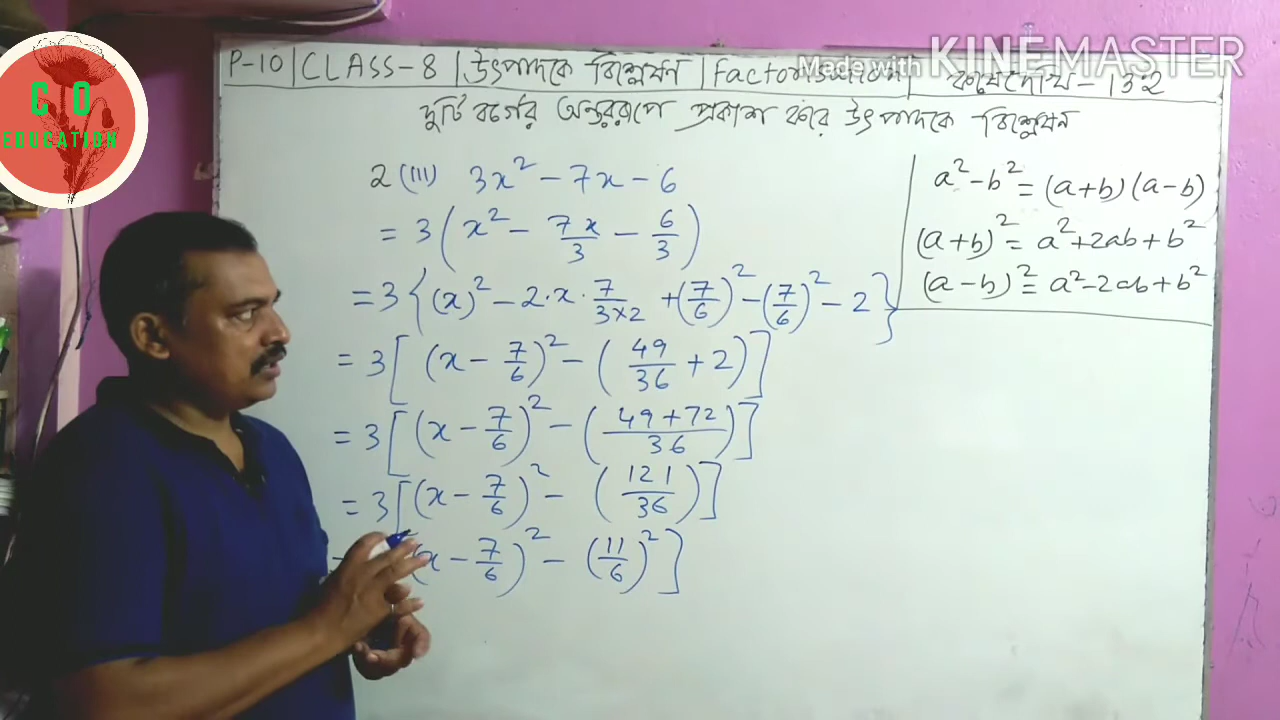 P-10 | CLASS-8 | উৎপাদকে বিশ্লেষন | কষেদেখি - 13.2
Made with KINEMASTER
দুটি বর্গের অন্তররূপে প্রকাশ করে উৎপাদকে বিশ্লেষন
CO
EDUCATION
2 (III) 3x² - 7x - 6
= 3 ( x² - 7x/3 - 6/3 )
= 3 { (x)² - 2·x· 7/3×2 + (7/6)² - (7/6)² - 2 }
= 3 [ (x - 7/6)² - ( 49/36 + 2 ) ]
= 3 [ (x - 7/6)² - ( 49+72/36 ) ]
= 3 [ (x - 7/6)² - ( 121/36 ) ]
(x - 7/6)² - (11/6)² ]
a² - b² = (a+b) (a-b)
(a+b)² = a² + 2ab + b²
(a-b)² = a² - 2ab + b²